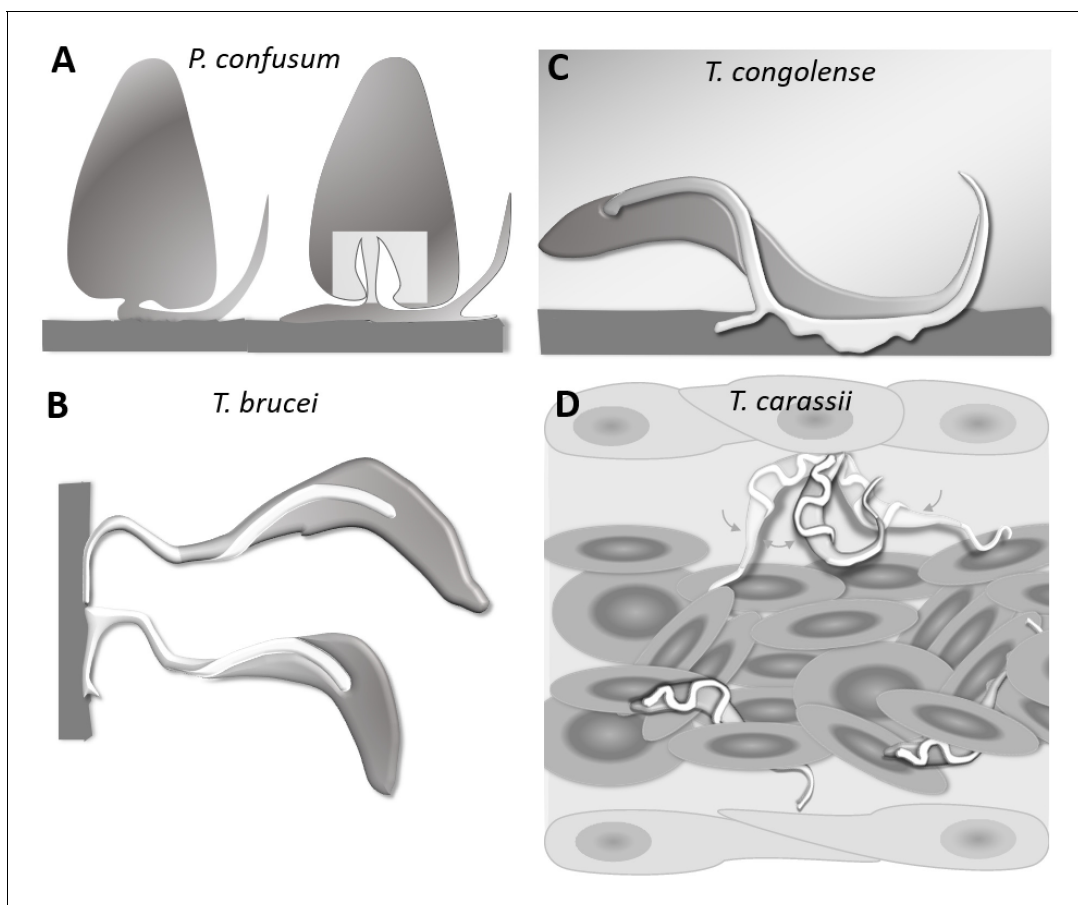 A
P. confusum
B
T. brucei
C
T. congolense
D
T. carassii